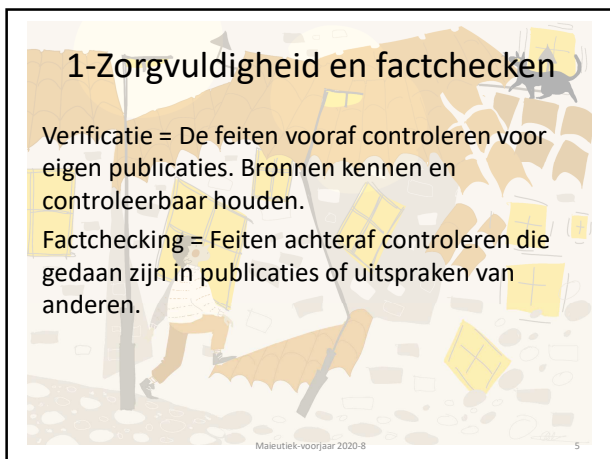 1-Zorgvuldigheid en factchecken
Verificatie = De feiten vooraf controleren voor
eigen publicaties. Bronnen kennen en
controleerbaar houden.
Factchecking = Feiten achteraf controleren die
gedaan zijn in publicaties of uitspraken van
anderen.
Maieutiek-voorjaar 2020-8
5